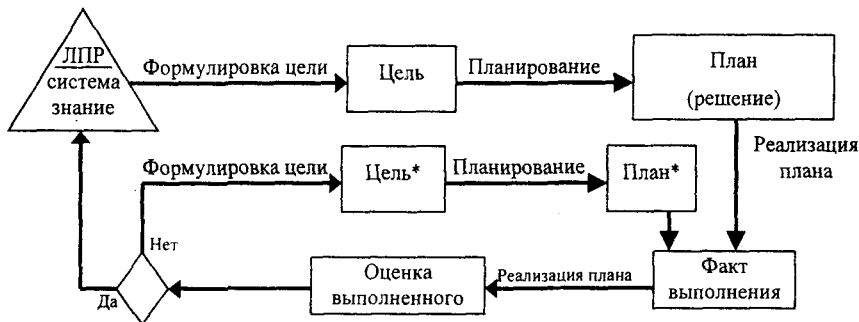 ЛПР
система
знание
Формулировка цели
Цель
Планирование
План
(решение)
Реализация
плана
Формулировка цели
Цель*
Планирование
План*
Нет
Да
Оценка
выполненного
Реализация плана
Факт
выполнения